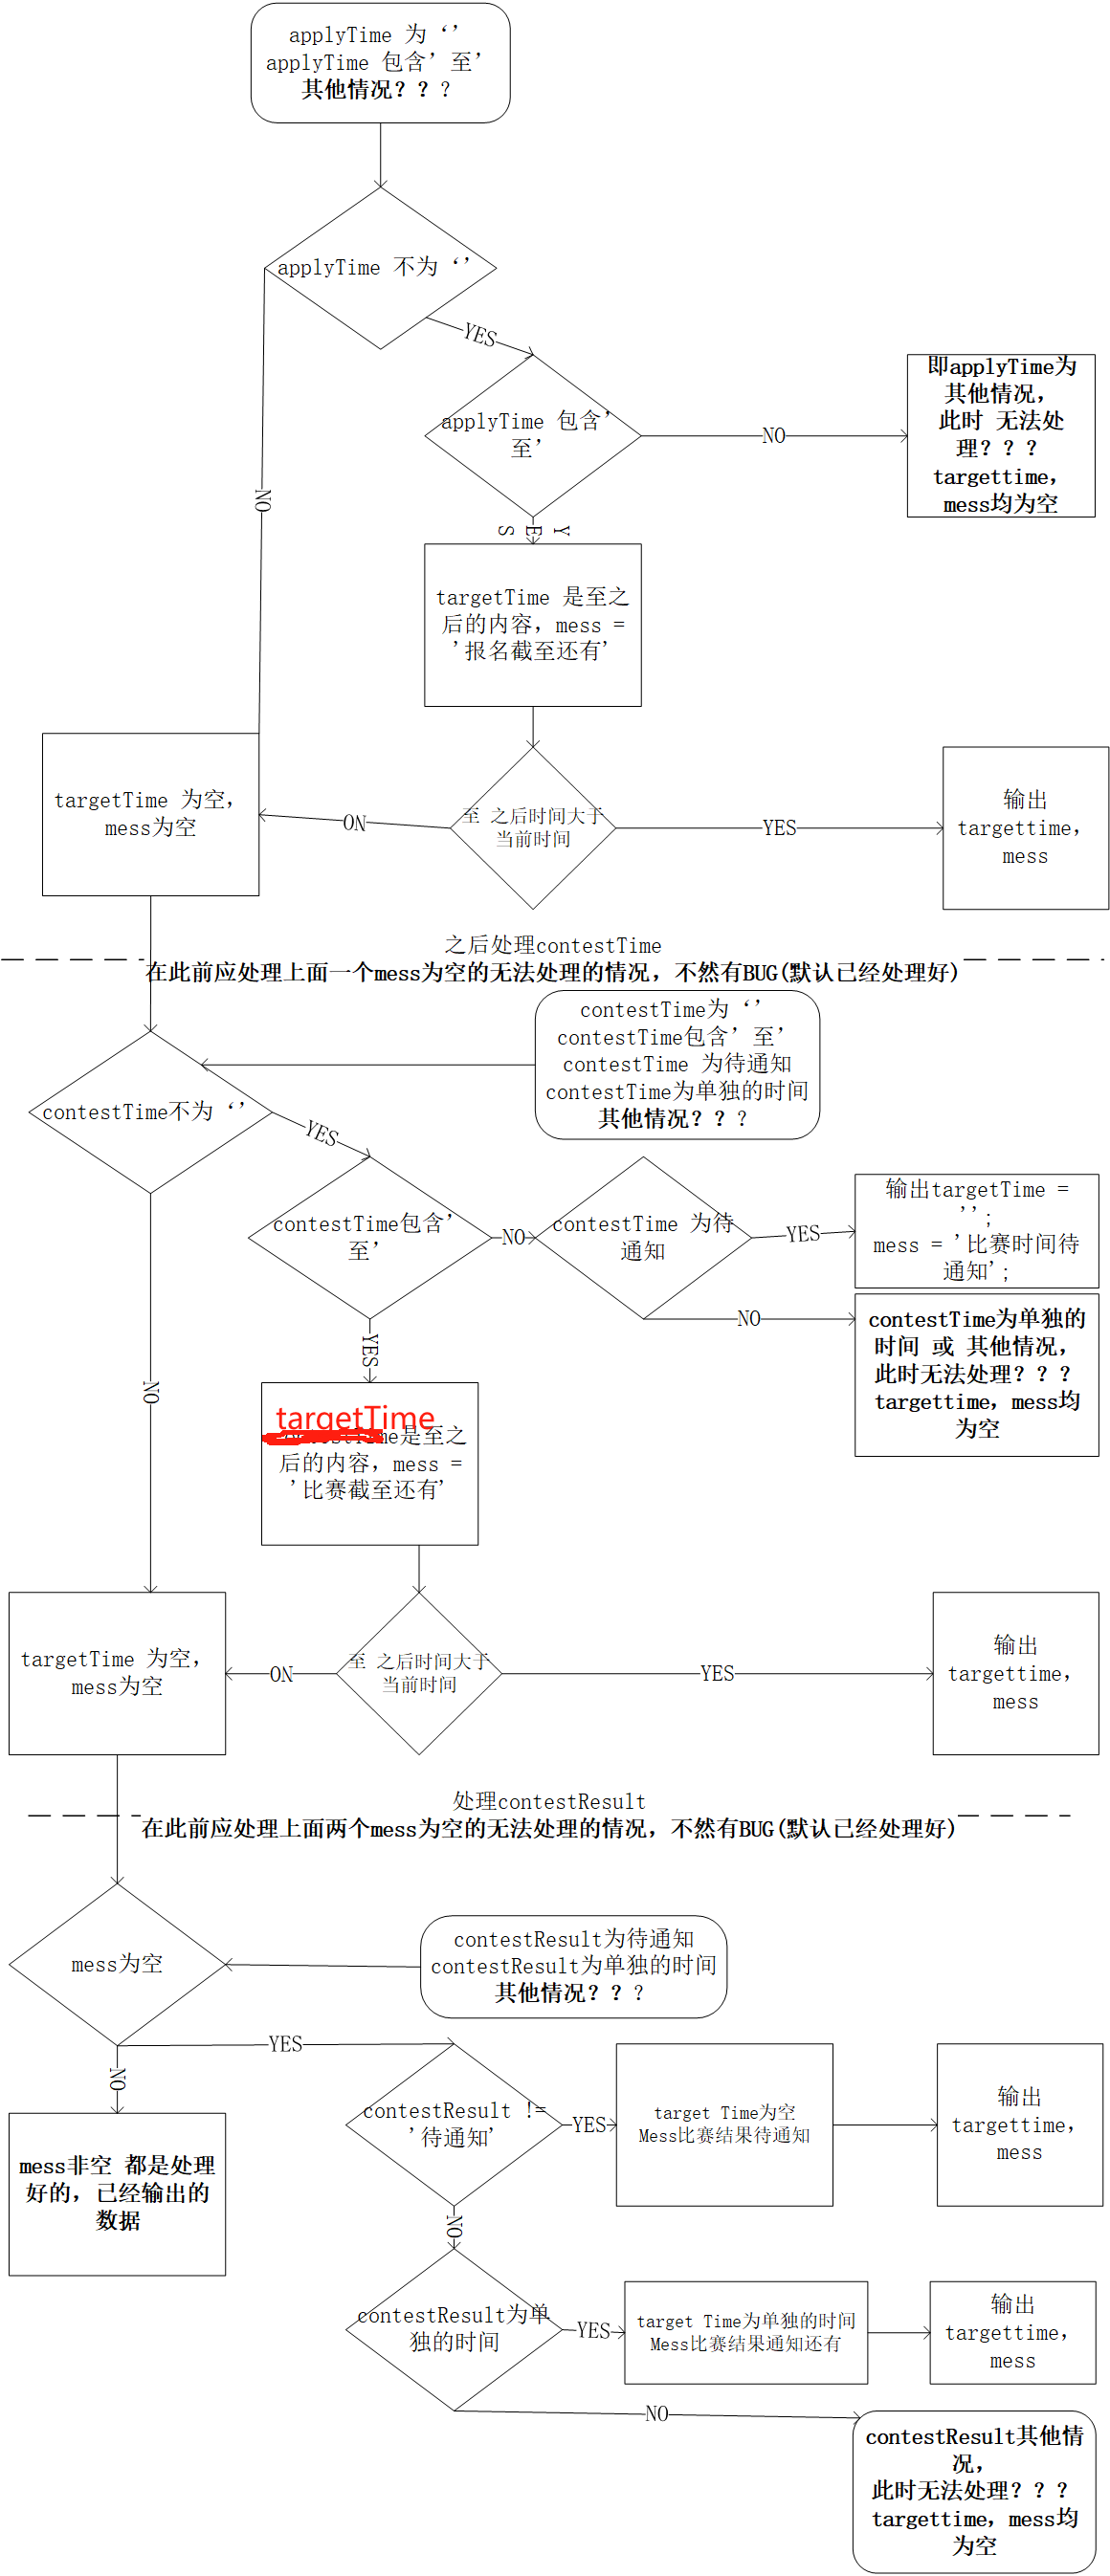 applyTime 为‘’
applyTime 包含’至’
其他情况？？？
applyTime 不为‘’
YES
applyTime 包含’
至’
NO
即applyTime为
其他情况，
此时 无法处
理？？？
targettime，
mess均为空
NO
YES
targetTime 是至之
后的内容，mess =
'报名截至还有'
targetTime 为空，
mess为空
ON
至 之后时间大于
当前时间
YES
输出
targettime，
mess
之后处理contestTime
在此前应处理上面一个mess为空的无法处理的情况，不然有BUG(默认已经处理好)
contestTime为‘’
contestTime包含’至’
contestTime 为待通知
contestTime为单独的时间
其他情况？？？
contestTime不为‘’
YES
contestTime包含’
至’
NO
contestTime 为待
通知
YES
输出targetTime =
'';
mess = '比赛时间待
通知';
NO
contestTime为单独的
时间 或 其他情况，
此时无法处理？？？
targettime，mess均
为空
YES
NO
targetTime
是至之
后的内容，mess =
'比赛截至还有'
targetTime 为空，
mess为空
ON
至 之后时间大于
当前时间
YES
输出
targettime，
mess
处理contestResult
在此前应处理上面两个mess为空的无法处理的情况，不然有BUG(默认已经处理好)
mess为空
contestResult为待通知
contestResult为单独的时间
其他情况？？？
YES
NO
mess非空 都是处理
好的，已经输出的
数据
contestResult !=
'待通知'
YES
target Time为空
Mess比赛结果待通知
输出
targettime，
mess
NO
contestResult为单
独的时间
YES
target Time为单独的时间
Mess比赛结果通知还有
输出
targettime，
mess
NO
contestResult其他情
况，
此时无法处理？？？
targettime，mess均
为空